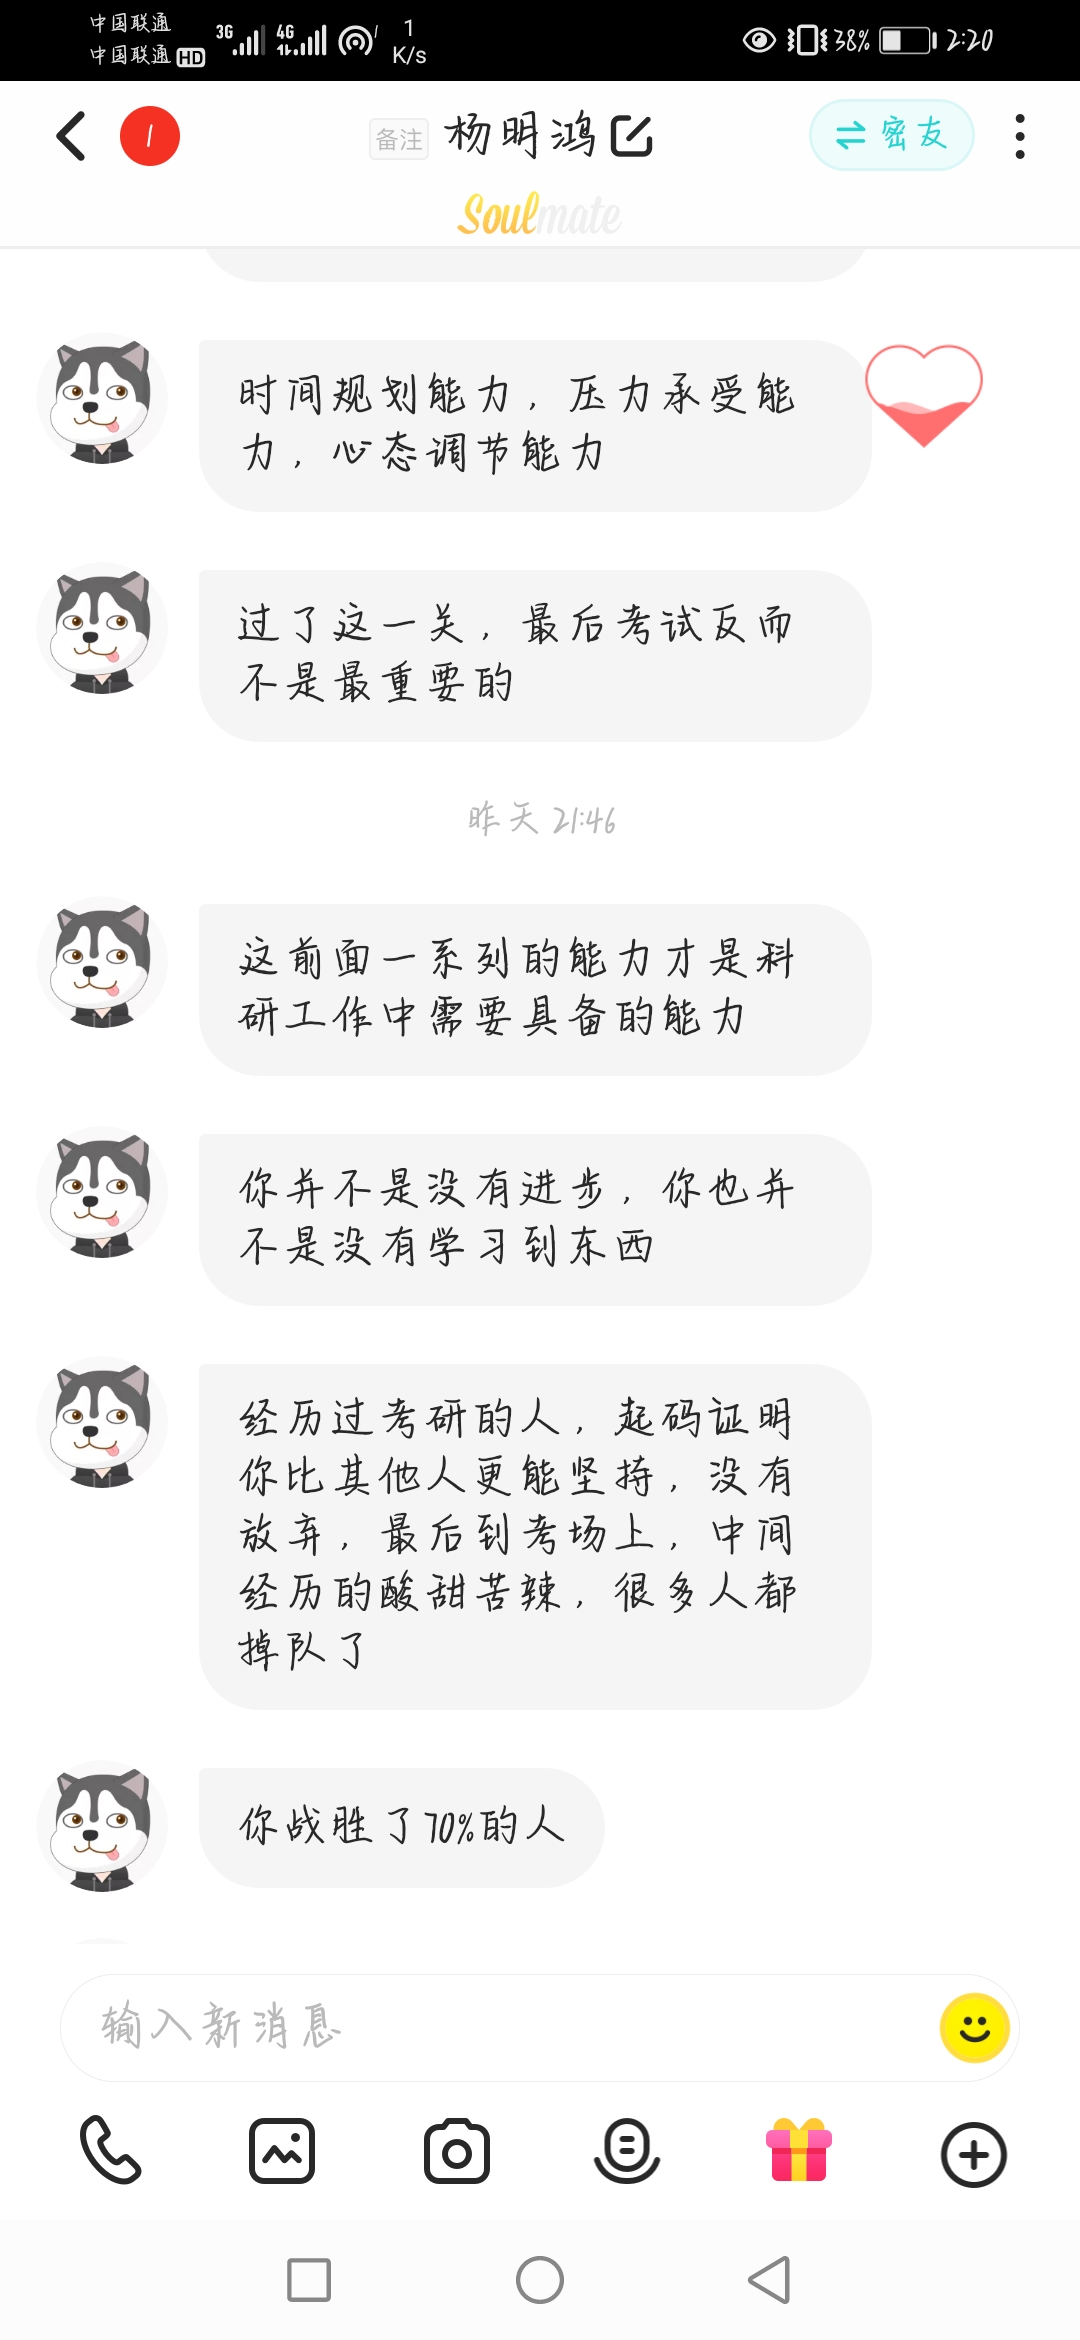 中国联通
中国联通 HD
3G 4G 1 K/s
38% 2:20
1
备注 杨明鸿
密友
Soulmate
时间规划能力，压力承受能
力，心态调节能力
过了这一关，最后考试反而
不是最重要的
昨天 21:46
这前面一系列的能力才是科
研工作中需要具备的能力
你并不是没有进步，你也并
不是没有学习到东西
经历过考研的人，起码证明
你比其他人更能坚持，没有
放弃，最后到考场上，中间
经历的酸甜苦辣，很多人都
掉队了
你战胜了70%的人
输入新消息